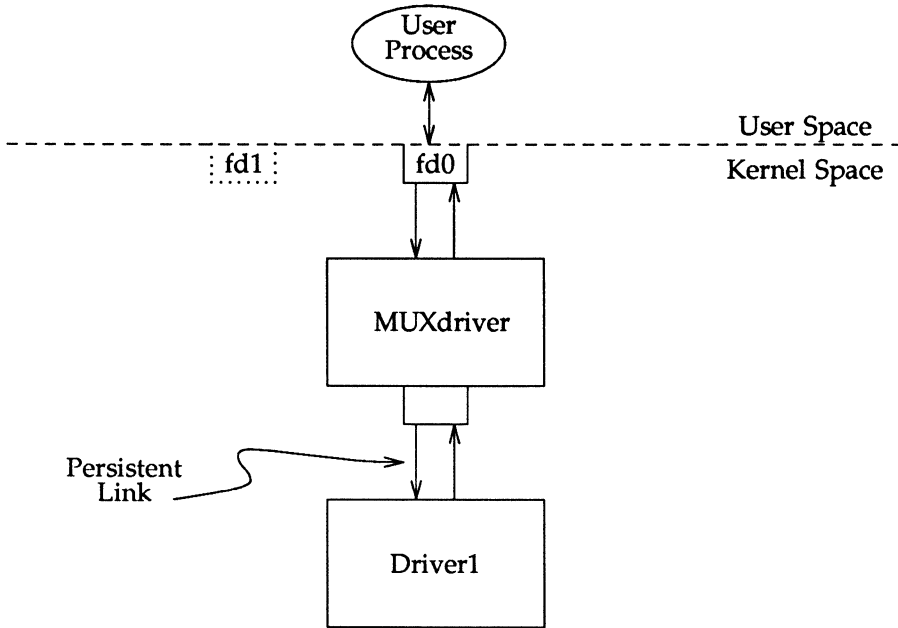 User
Process
User Space
fd1
fd0
Kernel Space
MUXdriver
Persistent
Link
Driver1